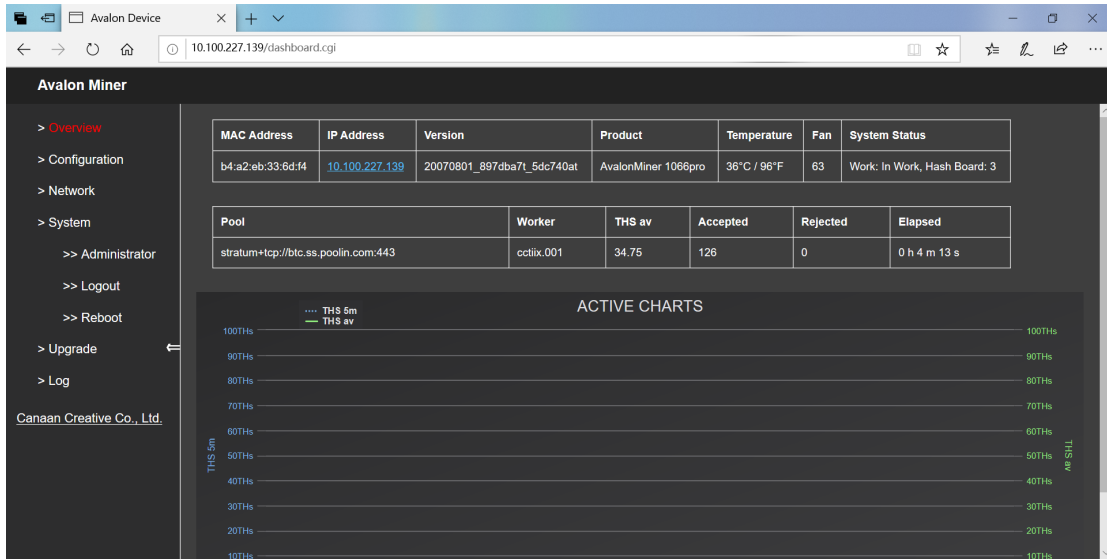 Avalon Device
10.100.227.139/dashboard.cgi
Avalon Miner
> Overview
> Configuration
> Network
> System
>> Administrator
>> Logout
>> Reboot
> Upgrade
> Log
Canaan Creative Co., Ltd.
MAC Address IP Address Version Product Temperature Fan System Status
b4:a2:eb:33:6d:f4 10.100.227.139 20070801_897dba7t_5dc740at AvalonMiner 1066pro 36°C / 96°F 63 Work: In Work, Hash Board: 3
Pool Worker THS av Accepted Rejected Elapsed
stratum+tcp://btc.ss.poolin.com:443 cctiix.001 34.75 126 0 0 h 4 m 13 s
ACTIVE CHARTS
THS 5m
THS av
100THs 100THs
90THs 90THs
80THs 80THs
70THs 70THs
60THs 60THs
50THs 50THs
40THs 40THs
30THs 30THs
20THs 20THs
10THs 10THs
THS 5m
THS av